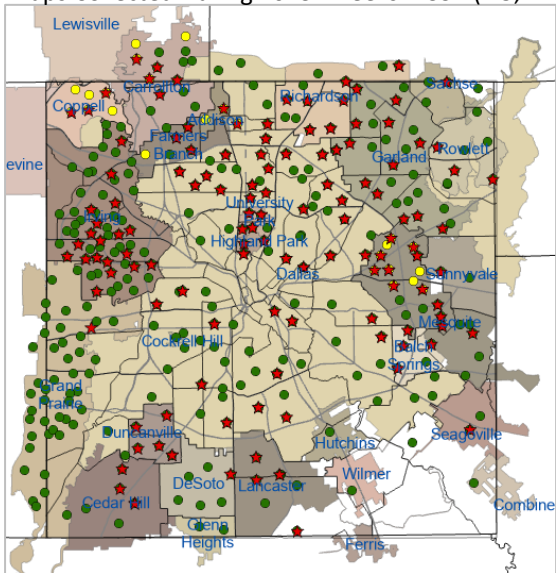 Lewisville
Carrollton
Sachse
Coppell
Richardson
Addison
Farmers
Branch
Garland
Rowlett
evine
University
Park
Irving
Highland Park
Dallas
Sunnyvale
Mesquite
Cockrell Hill
Balch
Springs
Grand
Prairie
Duncanville
Hutchins
Seagoville
Wilmer
DeSoto
Lancaster
Cedar Hill
Combine
Glenn
Heights
Ferris